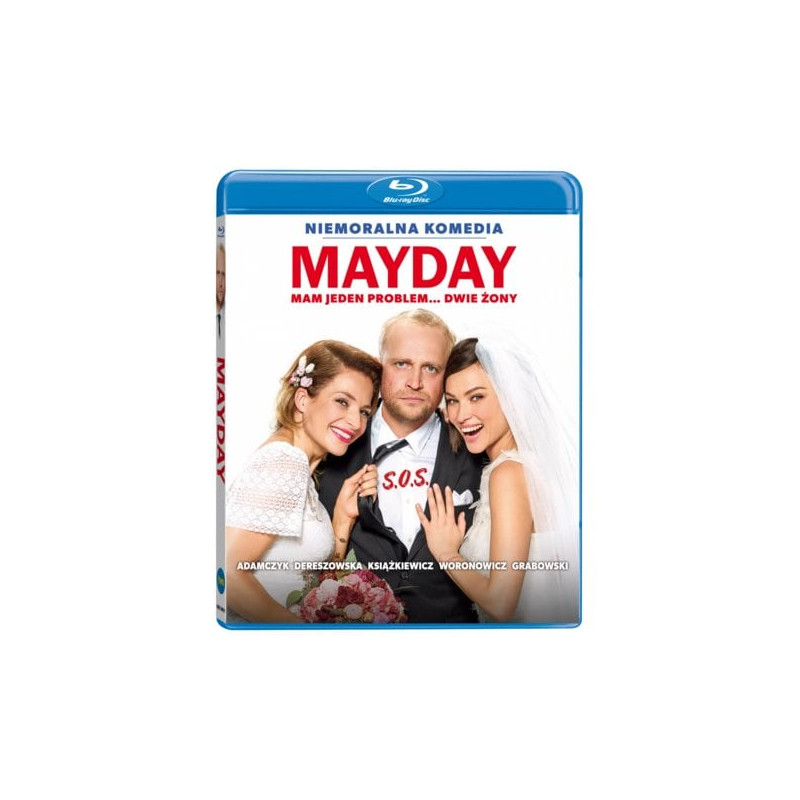 Blu-ray Disc
NIEMORALNA KOMEDIA
MAYDAY
MAM JEDEN PROBLEM... DWIE ŻONY
MAYDAY
S.O.S.
ADAMCZYK DERESZOWSKA KSIĄŻKIEWICZ WORONOWICZ GRABOWSKI